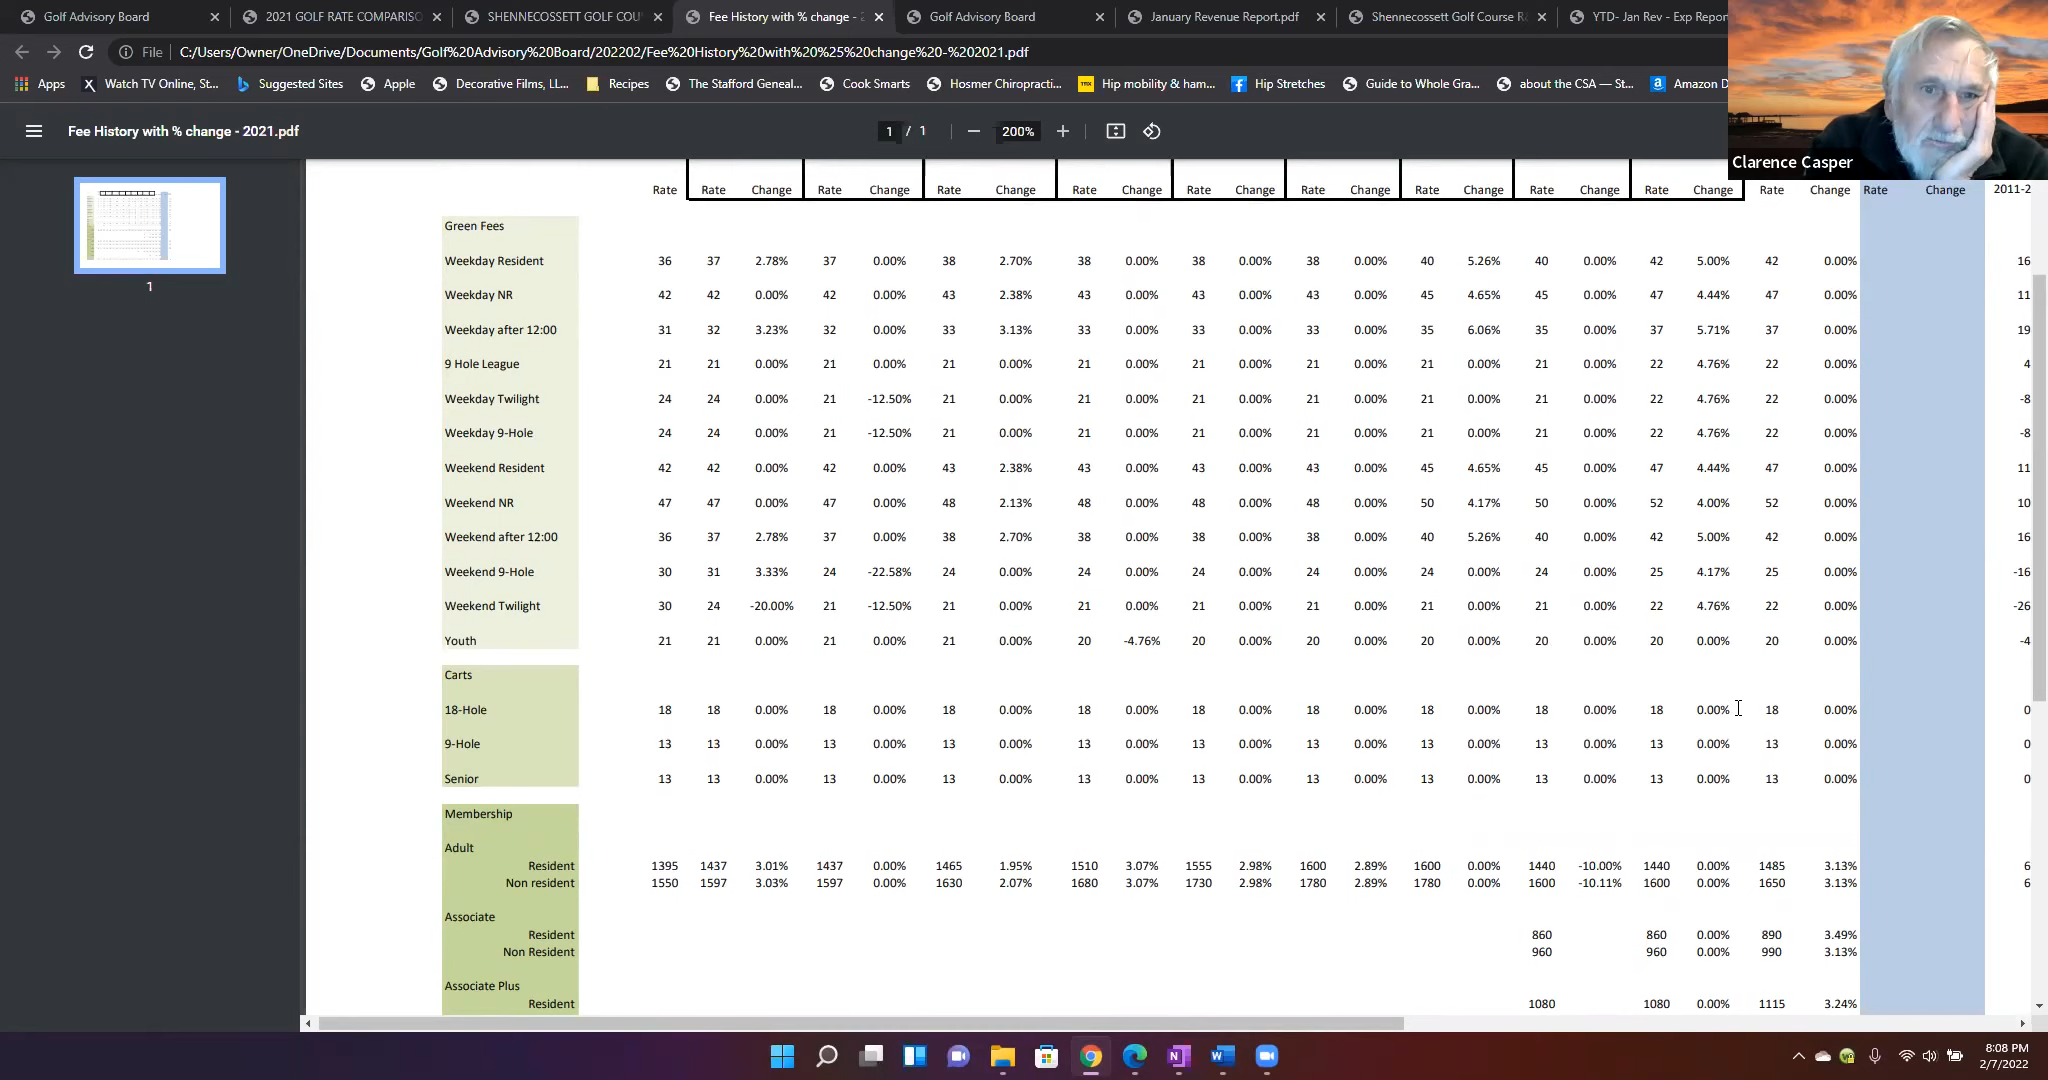 Golf Advisory Board
2021 GOLF RATE COMPARISO
SHENNECOSSETT GOLF COU
Fee History with % change - 2
Golf Advisory Board
January Revenue Report.pdf
Shennecossett Golf Course R
YTD- Jan Rev - Exp Repor
File C:/Users/Owner/OneDrive/Documents/Golf%20Advisory%20Board/202202/Fee%20History%20with%20%25%20change%20-%202021.pdf
Apps Watch TV Online, St... Suggested Sites Apple Decorative Films, LL... Recipes The Stafford Geneal... Cook Smarts Hosmer Chiropracti... Hip mobility & ham... Hip Stretches Guide to Whole Gra... about the CSA — St... Amazon D
Fee History with % change - 2021.pdf 1 / 1 200%
Clarence Casper
1
Rate Rate Change Rate Change Rate Change Rate Change Rate Change Rate Change Rate Change Rate Change Rate Change Rate Change Rate Change 2011-2
Green Fees
Weekday Resident 36 37 2.78% 37 0.00% 38 2.70% 38 0.00% 38 0.00% 38 0.00% 40 5.26% 40 0.00% 42 5.00% 42 0.00% 16
Weekday NR 42 42 0.00% 42 0.00% 43 2.38% 43 0.00% 43 0.00% 43 0.00% 45 4.65% 45 0.00% 47 4.44% 47 0.00% 11
Weekday after 12:00 31 32 3.23% 32 0.00% 33 3.13% 33 0.00% 33 0.00% 33 0.00% 35 6.06% 35 0.00% 37 5.71% 37 0.00% 19
9 Hole League 21 21 0.00% 21 0.00% 21 0.00% 21 0.00% 21 0.00% 21 0.00% 21 0.00% 21 0.00% 22 4.76% 22 0.00% 4
Weekday Twilight 24 24 0.00% 21 -12.50% 21 0.00% 21 0.00% 21 0.00% 21 0.00% 21 0.00% 21 0.00% 22 4.76% 22 0.00% -8
Weekday 9-Hole 24 24 0.00% 21 -12.50% 21 0.00% 21 0.00% 21 0.00% 21 0.00% 21 0.00% 21 0.00% 22 4.76% 22 0.00% -8
Weekend Resident 42 42 0.00% 42 0.00% 43 2.38% 43 0.00% 43 0.00% 43 0.00% 45 4.65% 45 0.00% 47 4.44% 47 0.00% 11
Weekend NR 47 47 0.00% 47 0.00% 48 2.13% 48 0.00% 48 0.00% 48 0.00% 50 4.17% 50 0.00% 52 4.00% 52 0.00% 10
Weekend after 12:00 36 37 2.78% 37 0.00% 38 2.70% 38 0.00% 38 0.00% 38 0.00% 40 5.26% 40 0.00% 42 5.00% 42 0.00% 16
Weekend 9-Hole 30 31 3.33% 24 -22.58% 24 0.00% 24 0.00% 24 0.00% 24 0.00% 24 0.00% 24 0.00% 25 4.17% 25 0.00% -16
Weekend Twilight 30 24 -20.00% 21 -12.50% 21 0.00% 21 0.00% 21 0.00% 21 0.00% 21 0.00% 21 0.00% 22 4.76% 22 0.00% -26
Youth 21 21 0.00% 21 0.00% 21 0.00% 20 -4.76% 20 0.00% 20 0.00% 20 0.00% 20 0.00% 20 0.00% 20 0.00% -4
Carts
18-Hole 18 18 0.00% 18 0.00% 18 0.00% 18 0.00% 18 0.00% 18 0.00% 18 0.00% 18 0.00% 18 0.00% 18 0.00% 0
9-Hole 13 13 0.00% 13 0.00% 13 0.00% 13 0.00% 13 0.00% 13 0.00% 13 0.00% 13 0.00% 13 0.00% 13 0.00% 0
Senior 13 13 0.00% 13 0.00% 13 0.00% 13 0.00% 13 0.00% 13 0.00% 13 0.00% 13 0.00% 13 0.00% 13 0.00% 0
Membership
Adult
Resident 1395 1437 3.01% 1437 0.00% 1465 1.95% 1510 3.07% 1555 2.98% 1600 2.89% 1600 0.00% 1440 -10.00% 1440 0.00% 1485 3.13% 6
Non resident 1550 1597 3.03% 1597 0.00% 1630 2.07% 1680 3.07% 1730 2.98% 1780 2.89% 1780 0.00% 1600 -10.11% 1600 0.00% 1650 3.13% 6
Associate
Resident 860 860 0.00% 890 3.49%
Non Resident 960 960 0.00% 990 3.13%
Associate Plus
Resident 1080 1080 0.00% 1115 3.24%
8:08 PM
2/7/2022